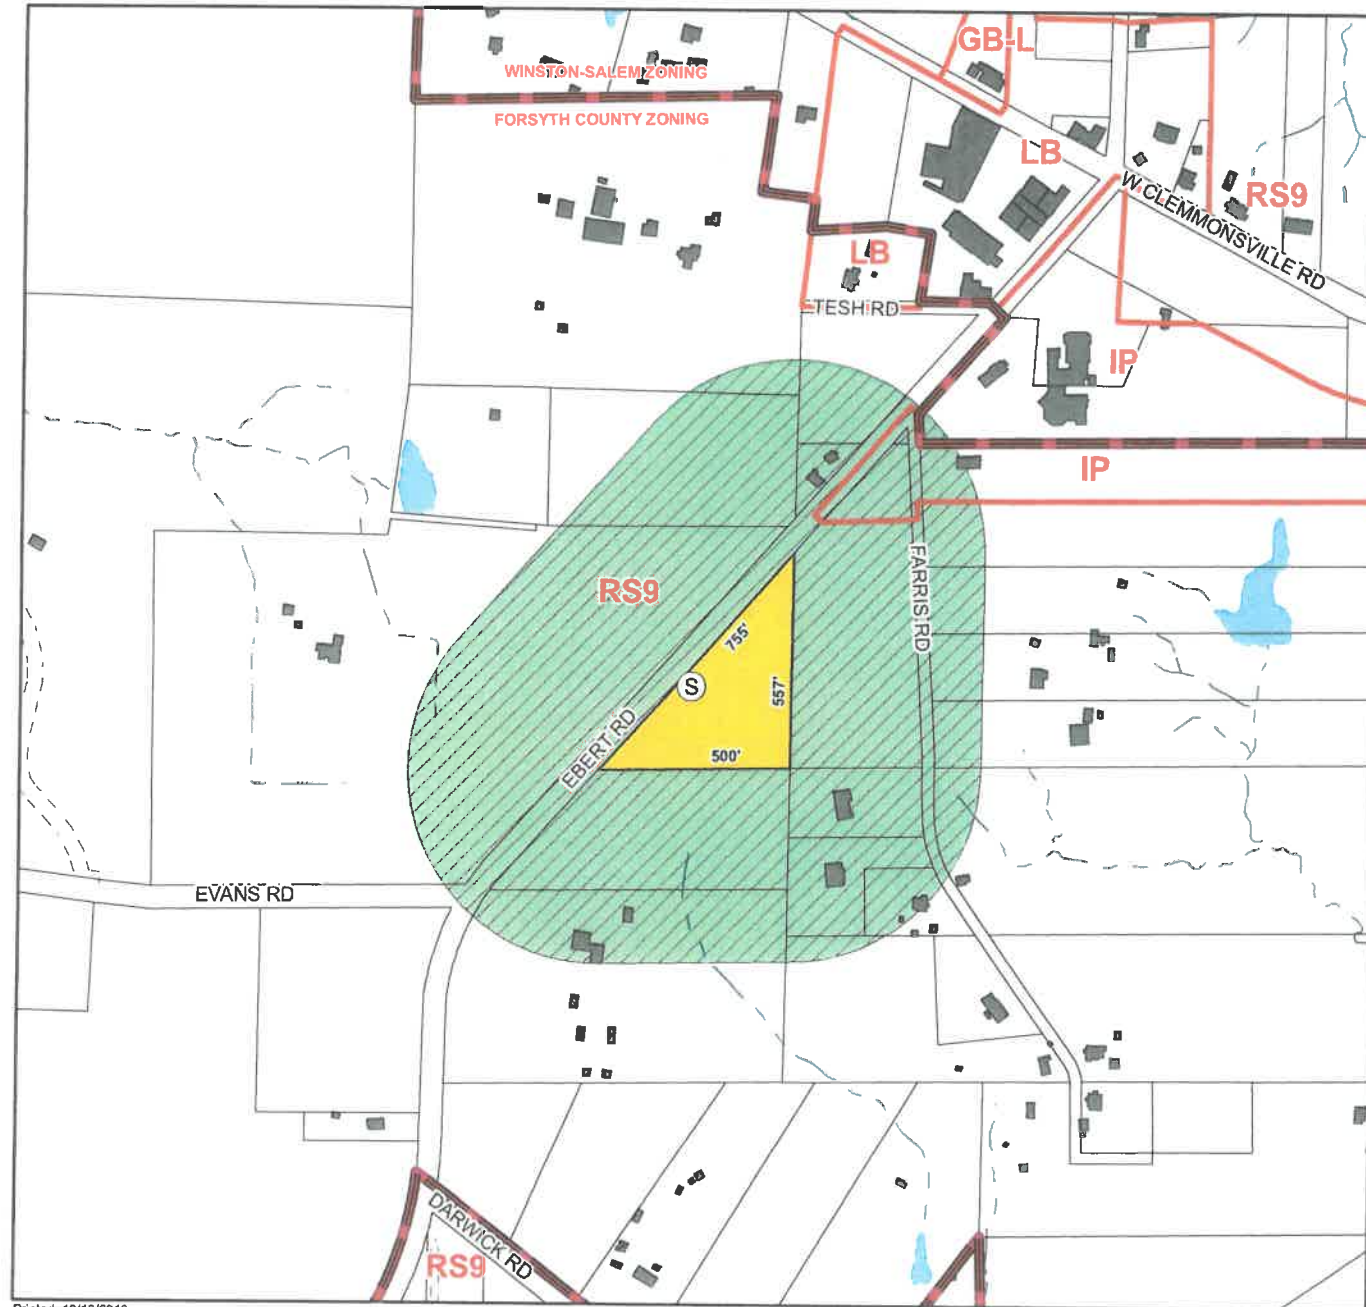 GB-L
WINSTON-SALEM ZONING
FORSYTH COUNTY ZONING
LB
W CLEMMONSVILLE RD
RS9
LB
TESH RD
IP
IP
FARRIS RD
RS9
755'
S
557'
EBERT RD
500'
EVANS RD
DARWICK RD
RS9